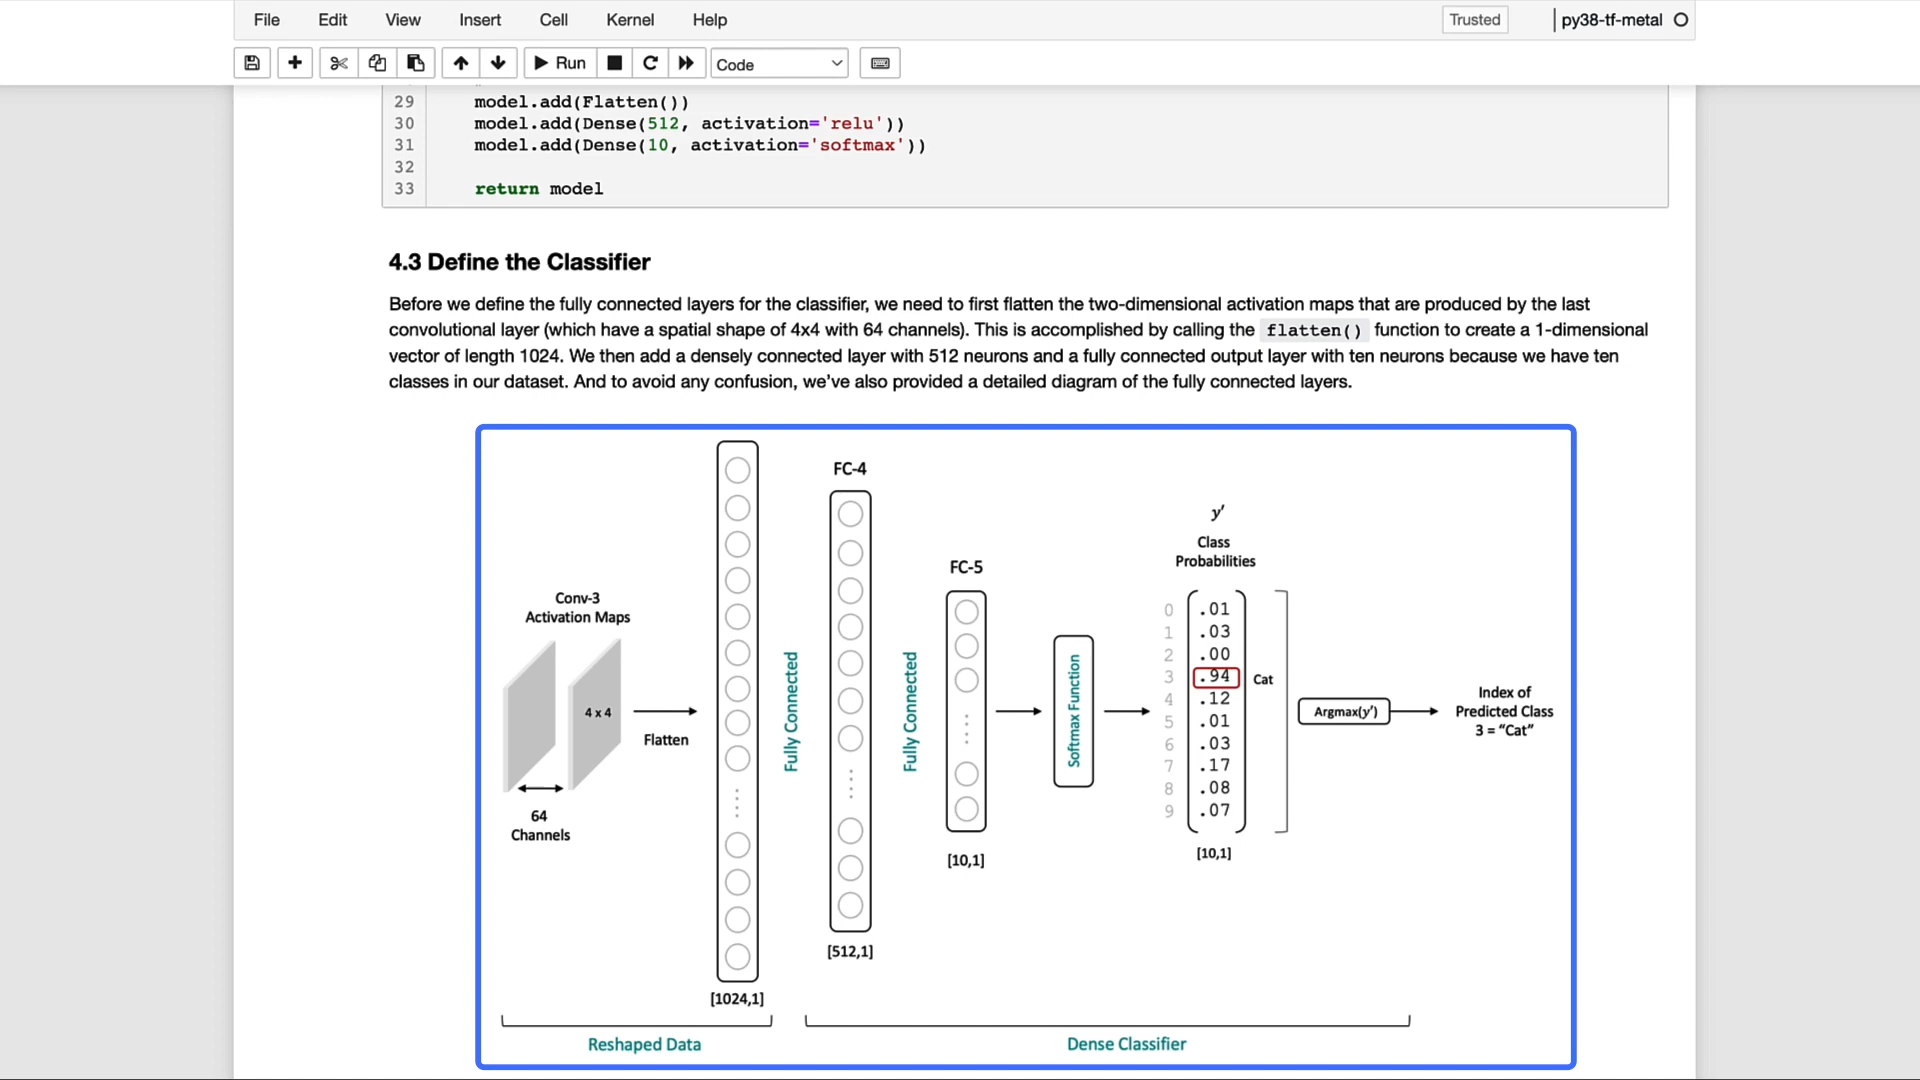 File Edit View Insert Cell Kernel Help Trusted py38-tf-metal
Run Code
29 model.add(Flatten())
30 model.add(Dense(512, activation='relu'))
31 model.add(Dense(10, activation='softmax'))
32
33 return model
4.3 Define the Classifier
Before we define the fully connected layers for the classifier, we need to first flatten the two-dimensional activation maps that are produced by the last
convolutional layer (which have a spatial shape of 4x4 with 64 channels). This is accomplished by calling the flatten() function to create a 1-dimensional
vector of length 1024. We then add a densely connected layer with 512 neurons and a fully connected output layer with ten neurons because we have ten
classes in our dataset. And to avoid any confusion, we've also provided a detailed diagram of the fully connected layers.
Conv-3
Activation Maps
4 x 4
64
Channels
Flatten
[1024,1]
Fully Connected
FC-4
[512,1]
Fully Connected
FC-5
[10,1]
Softmax Function
y′
Class
Probabilities
0 .01
1 .03
2 .00
3 .94 Cat
4 .12
5 .01
6 .03
7 .17
8 .08
9 .07
[10,1]
Argmax(y′)
Index of
Predicted Class
3 = “Cat”
Reshaped Data
Dense Classifier